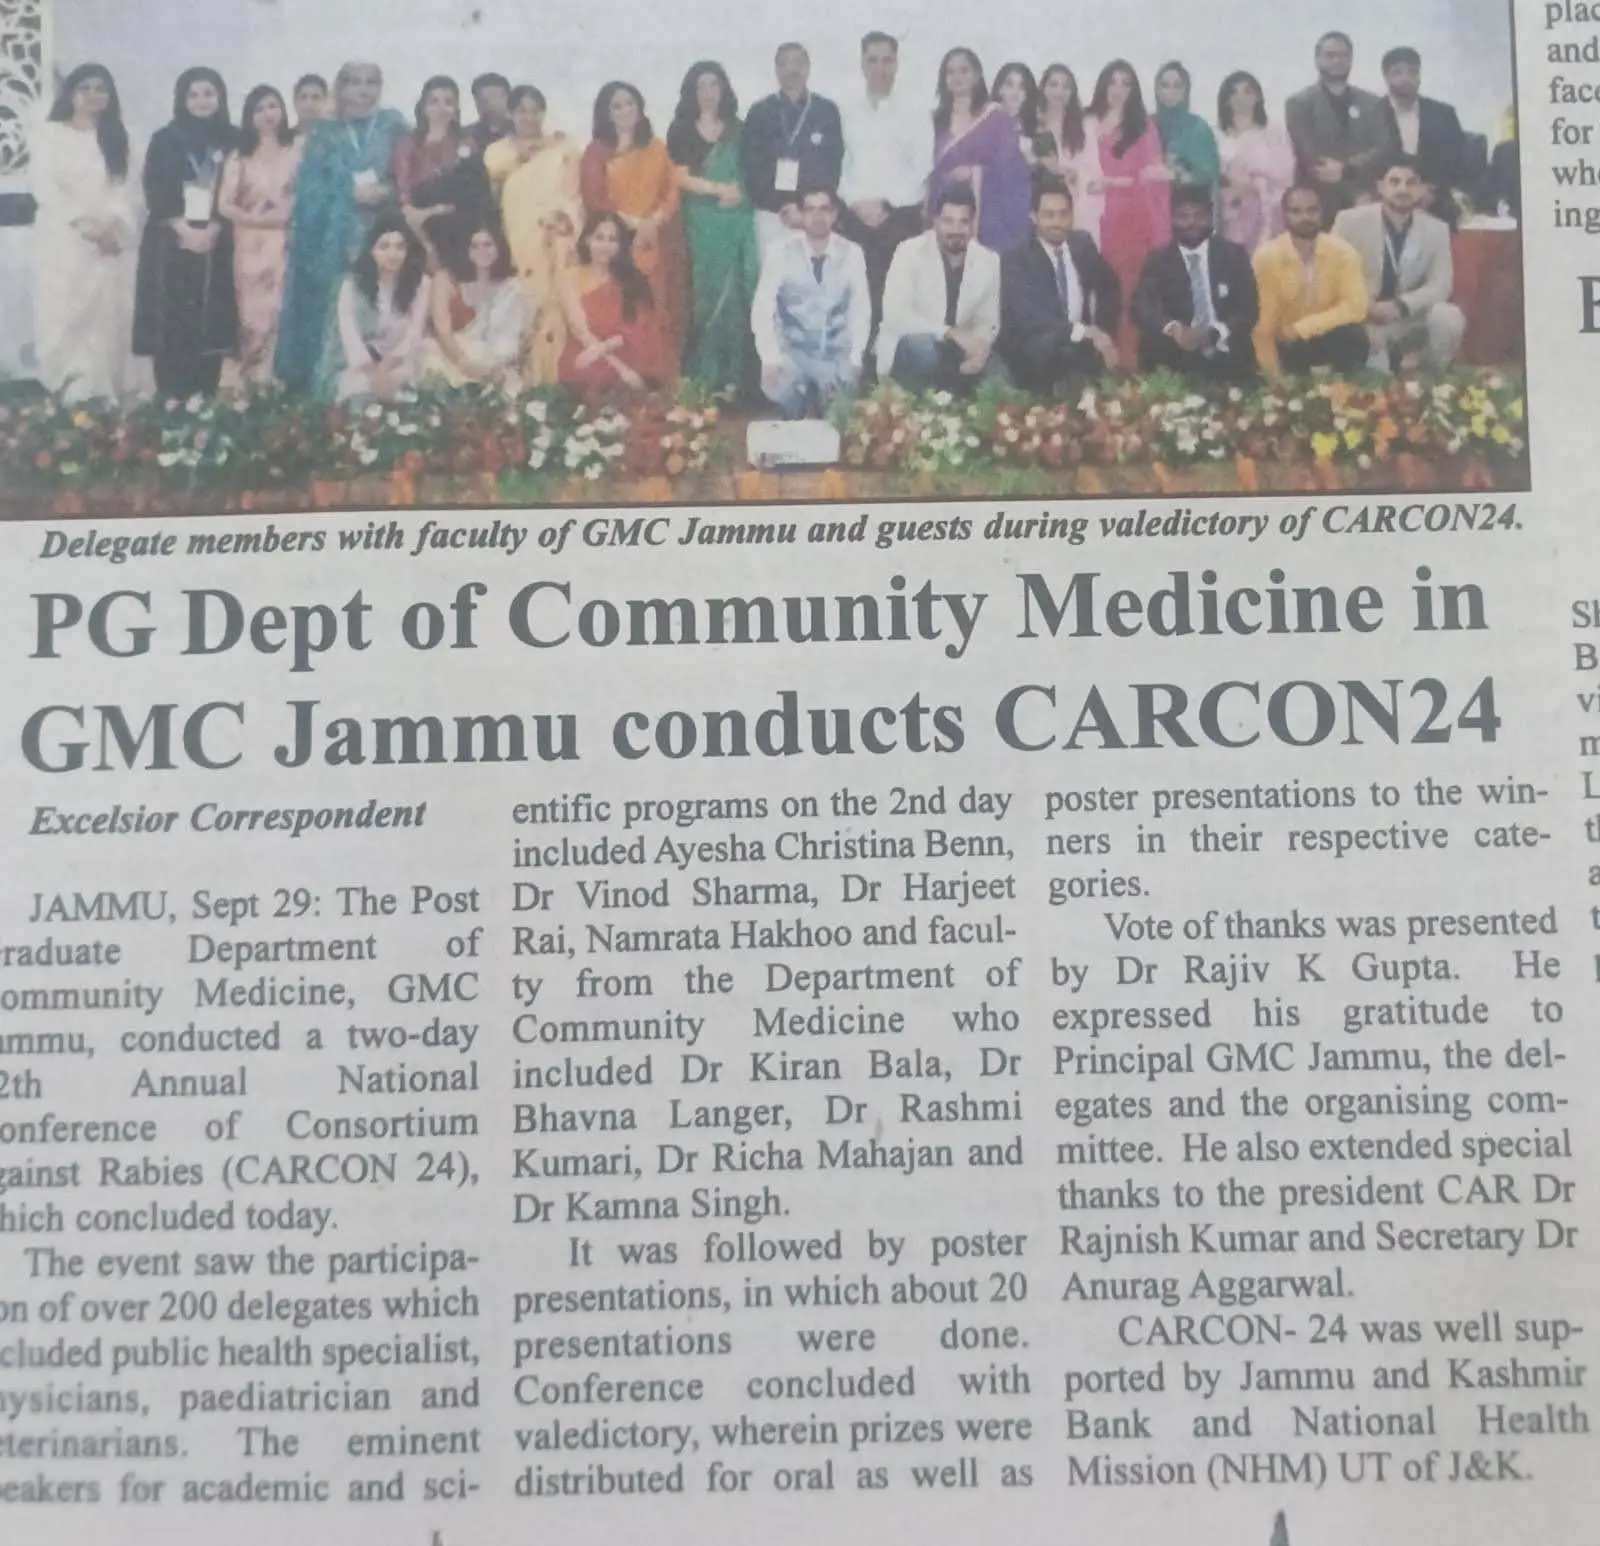 Delegate members with faculty of GMC Jammu and guests during valedictory of CARCON24.
PG Dept of Community Medicine in
GMC Jammu conducts CARCON24
Excelsior Correspondent
JAMMU, Sept 29: The Post
raduate Department of
ommunity Medicine, GMC
ammu, conducted a two-day
2th Annual National
onference of Consortium
gainst Rabies (CARCON 24),
hich concluded today.
The event saw the participa-
on of over 200 delegates which
cluded public health specialist,
hysicians, paediatrician and
eterinarians. The eminent
peakers for academic and sci-
entific programs on the 2nd day
included Ayesha Christina Benn,
Dr Vinod Sharma, Dr Harjeet
Rai, Namrata Hakhoo and facul-
ty from the Department of
Community Medicine who
included Dr Kiran Bala, Dr
Bhavna Langer, Dr Rashmi
Kumari, Dr Richa Mahajan and
Dr Kamna Singh.
It was followed by poster
presentations, in which about 20
presentations were done.
Conference concluded with
valedictory, wherein prizes were
distributed for oral as well as
poster presentations to the win-
ners in their respective cate-
gories.
Vote of thanks was presented
by Dr Rajiv K Gupta. He
expressed his gratitude to
Principal GMC Jammu, the del-
egates and the organising com-
mittee. He also extended special
thanks to the president CAR Dr
Rajnish Kumar and Secretary Dr
Anurag Aggarwal.
CARCON- 24 was well sup-
ported by Jammu and Kashmir
Bank and National Health
Mission (NHM) UT of J&K.
plac
and
face
for
who
ing